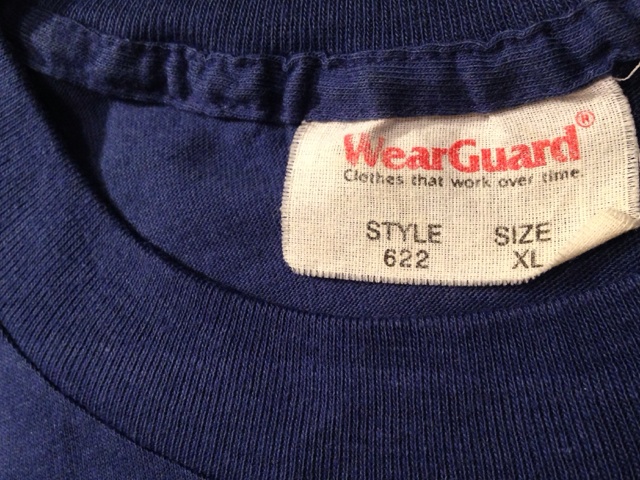 WearGuard®
Clothes that work over time.
STYLE SIZE
622 XL